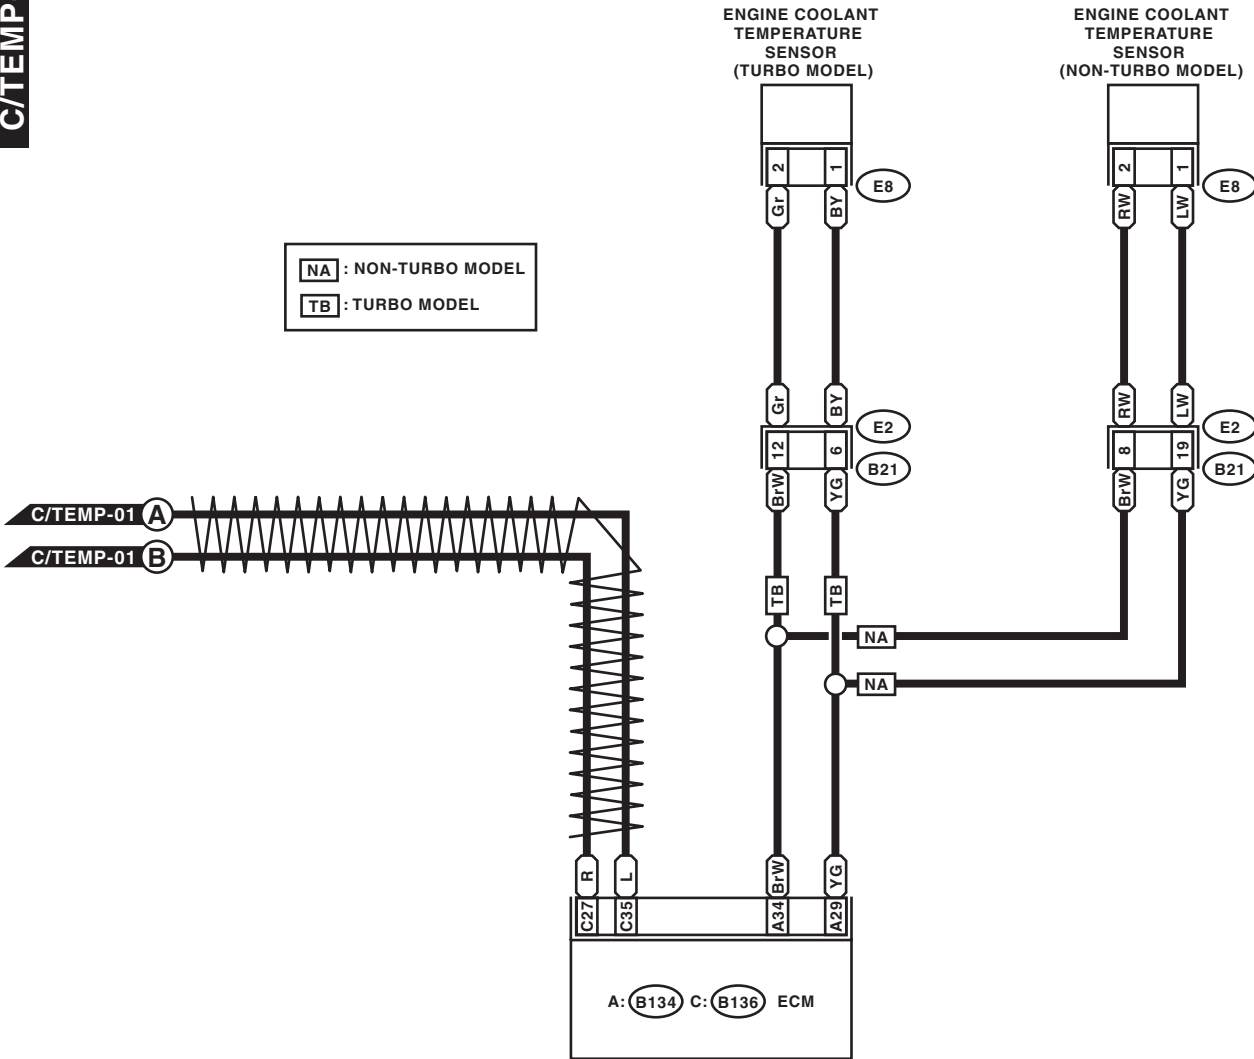 C/TEMP
ENGINE COOLANT
TEMPERATURE
SENSOR
(TURBO MODEL)
ENGINE COOLANT
TEMPERATURE
SENSOR
(NON-TURBO MODEL)
2 1
E8
Gr BY
2 1
E8
RW LW
NA : NON-TURBO MODEL
TB : TURBO MODEL
Gr BY
E2
12 6
B21
BrW YG
RW LW
E2
8 19
B21
BrW YG
C/TEMP-01 A
C/TEMP-01 B
TB TB
NA
NA
R L BrW YG
C27 C35 A34 A29
A: B134 C: B136 ECM